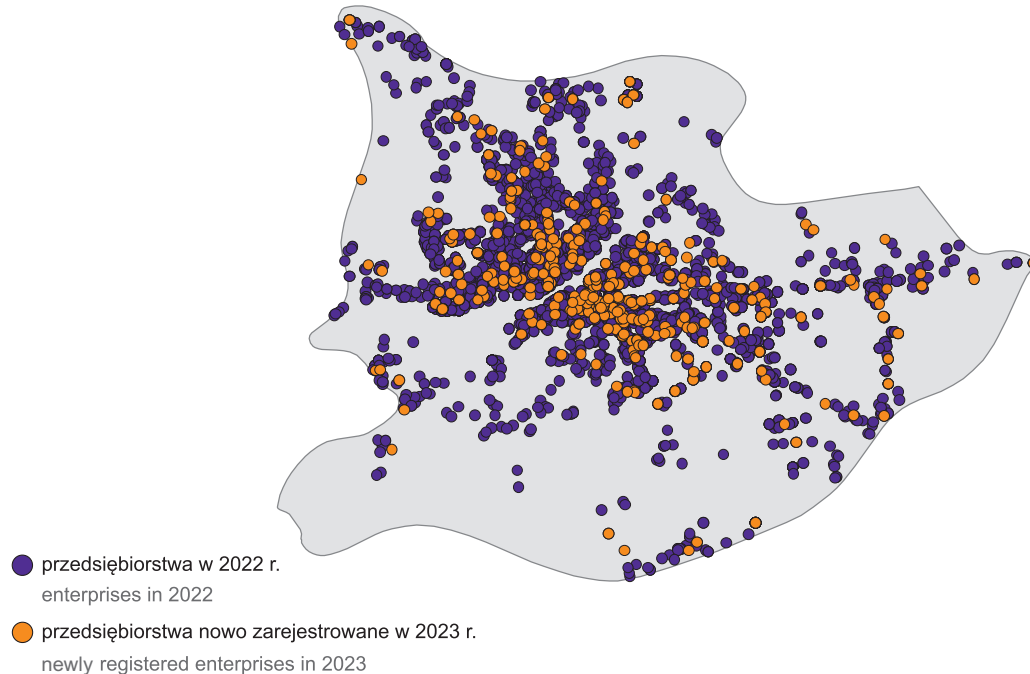 przedsiębiorstwa w 2022 r.
enterprises in 2022
przedsiębiorstwa nowo zarejestrowane w 2023 r.
newly registered enterprises in 2023